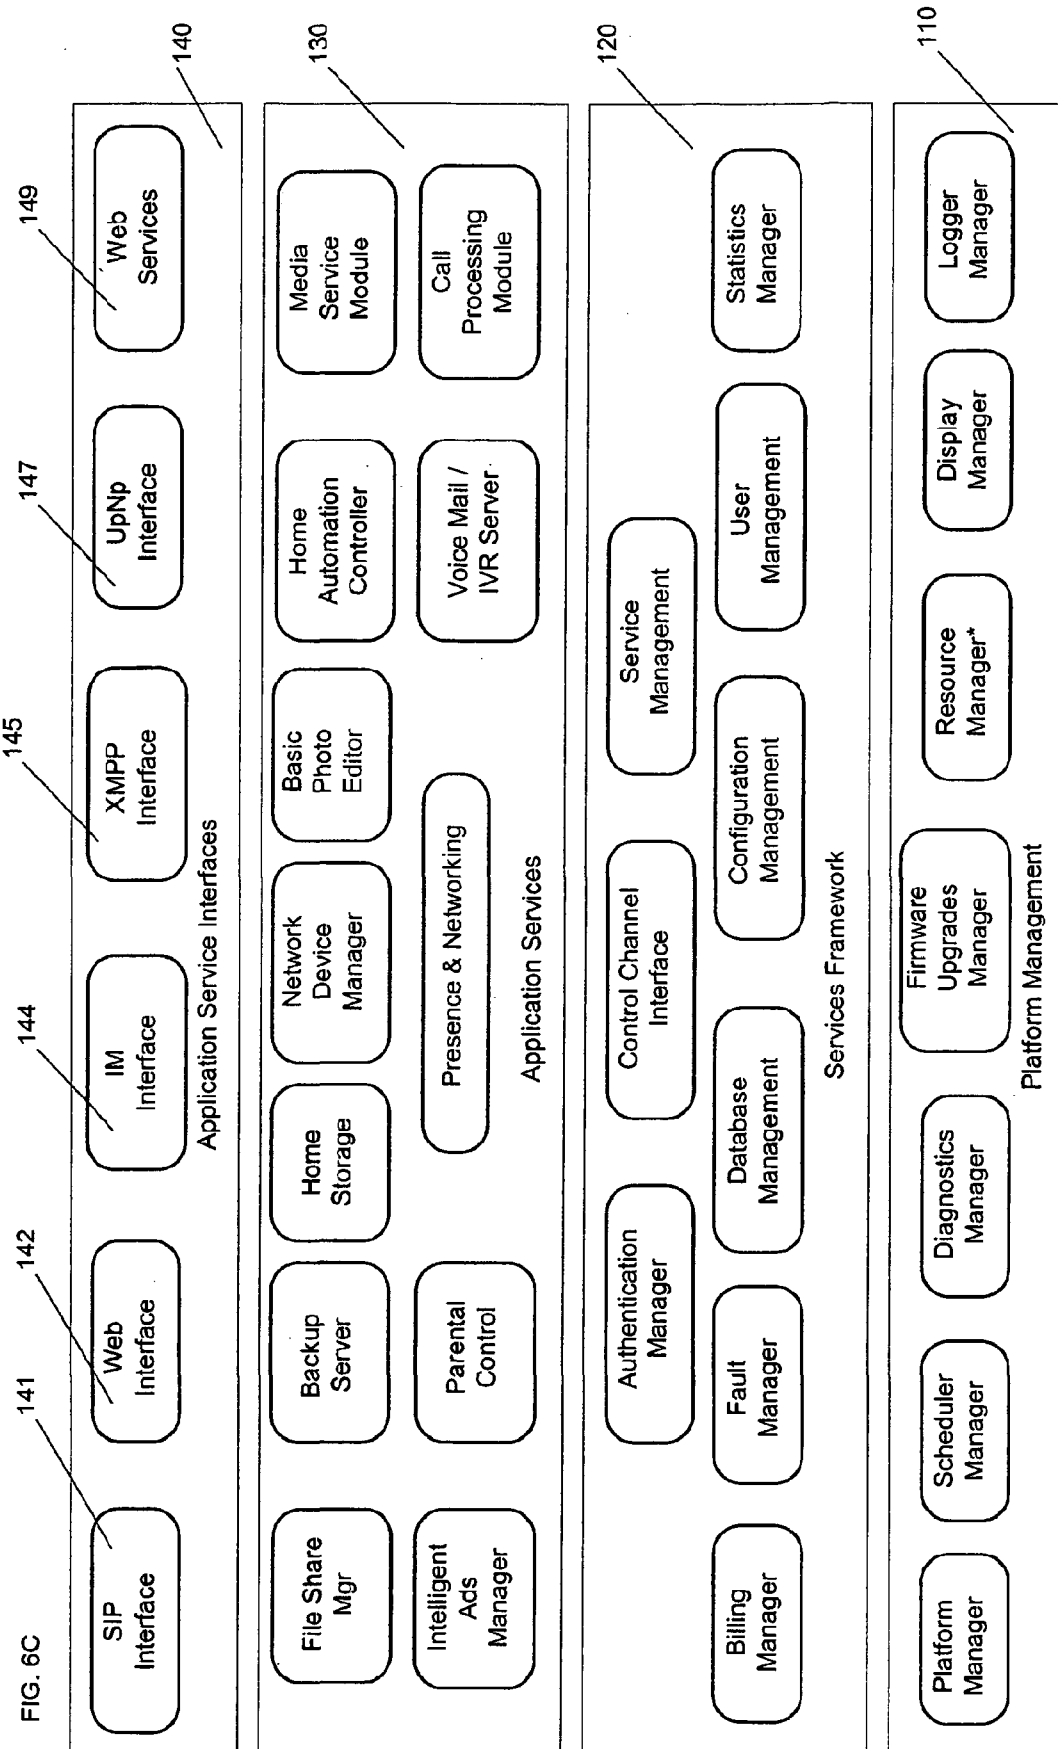 FIG. 6C
141
142
144
145
147
149
140
SIP
Interface
Web
Interface
IM
Interface
XMPP
Interface
UpNp
Interface
Web
Services
Application Service Interfaces
130
File Share
Mgr
Backup
Server
Home
Storage
Network
Device
Manager
Basic
Photo
Editor
Home
Automation
Controller
Media
Service
Module
Intelligent
Ads
Manager
Parental
Control
Presence & Networking
Voice Mail /
IVR Server
Call
Processing
Module
Application Services
120
Authentication
Manager
Control Channel
Interface
Service
Management
Billing
Manager
Fault
Manager
Database
Management
Configuration
Management
User
Management
Statistics
Manager
Services Framework
110
Platform
Manager
Scheduler
Manager
Diagnostics
Manager
Firmware
Upgrades
Manager
Resource
Manager*
Display
Manager
Logger
Manager
Platform Management